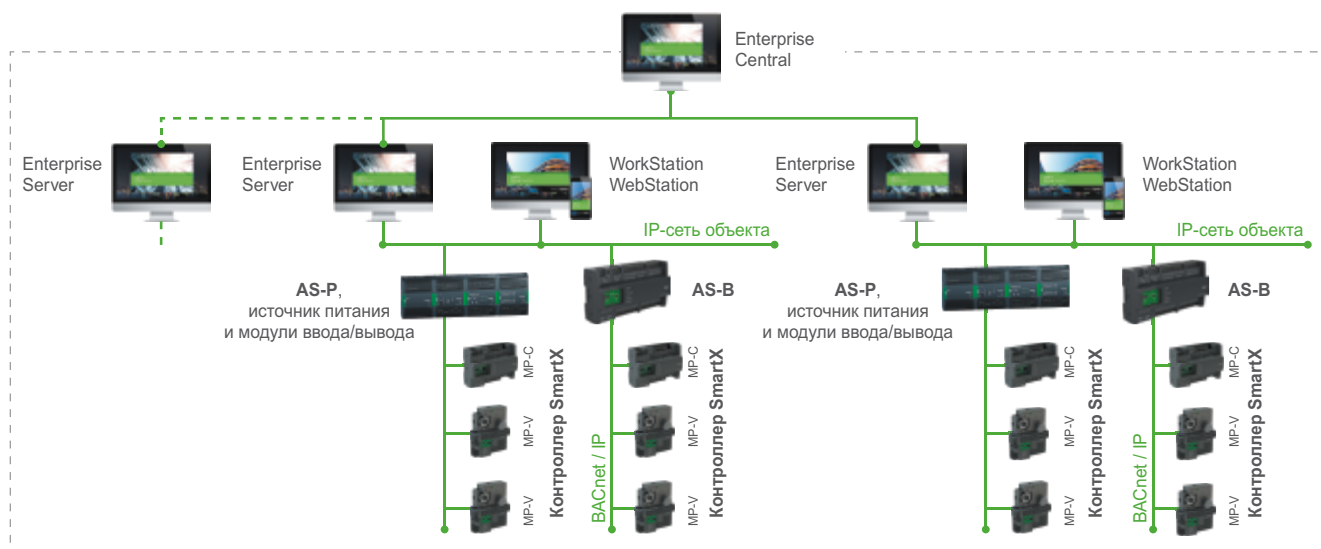 Enterprise
Central
Enterprise
Server
Enterprise
Server
WorkStation
WebStation
Enterprise
Server
WorkStation
WebStation
IP-сеть объекта
IP-сеть объекта
AS-P,
источник питания
и модули ввода/вывода
AS-B
AS-P,
источник питания
и модули ввода/вывода
AS-B
MP-C
MP-V
MP-V
Контроллер SmartX
BACnet / IP
MP-C
MP-V
MP-V
Контроллер SmartX
MP-C
MP-V
MP-V
Контроллер SmartX
BACnet / IP
MP-C
MP-V
MP-V
Контроллер SmartX